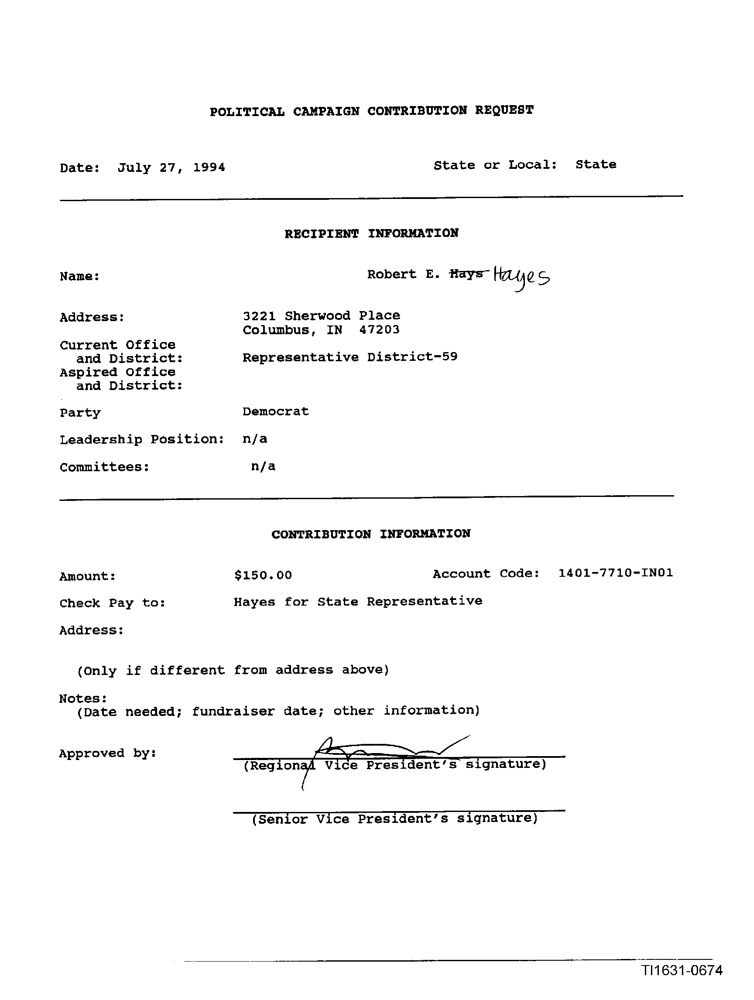 POLITICAL CAMPAIGN CONTRIBUTION REQUEST
Date: July 27, 1994 State or Local: State
RECIPIENT INFORMATION
Name: Robert E. Hays Hayes
Address: 3221 Sherwood Place
Columbus, IN 47203
Current Office
and District: Representative District-59
Aspired Office
and District:
Party Democrat
Leadership Position: n/a
Committees: n/a
CONTRIBUTION INFORMATION
Amount: $150.00 Account Code: 1401-7710-IN01
Check Pay to: Hayes for State Representative
Address:
(Only if different from address above)
Notes:
(Date needed; fundraiser date; other information)
Approved by:
(Regional Vice President's signature)
(Senior Vice President's signature)
TI1631-0674